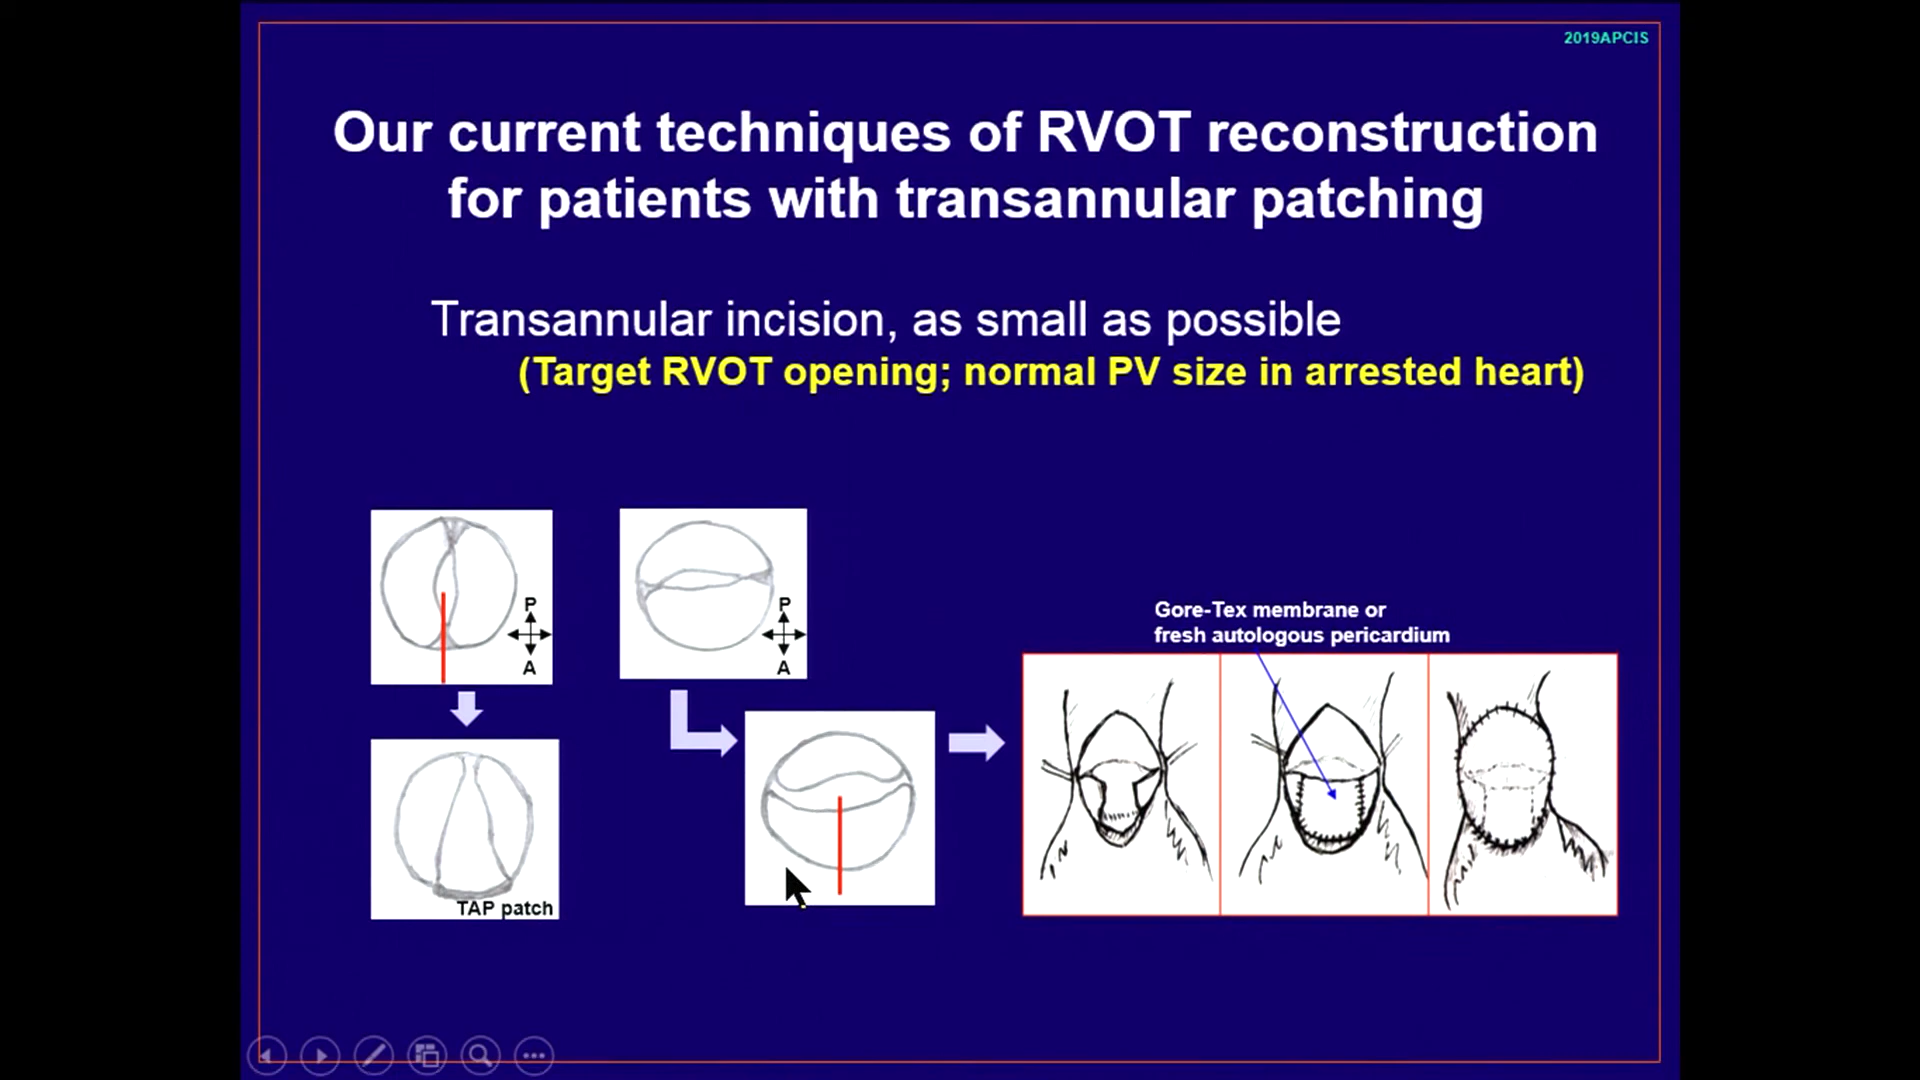 2019APCIS
Our current techniques of RVOT reconstruction
for patients with transannular patching
Transannular incision, as small as possible
(Target RVOT opening; normal PV size in arrested heart)
P
A
P
A
Gore-Tex membrane or
fresh autologous pericardium
TAP patch